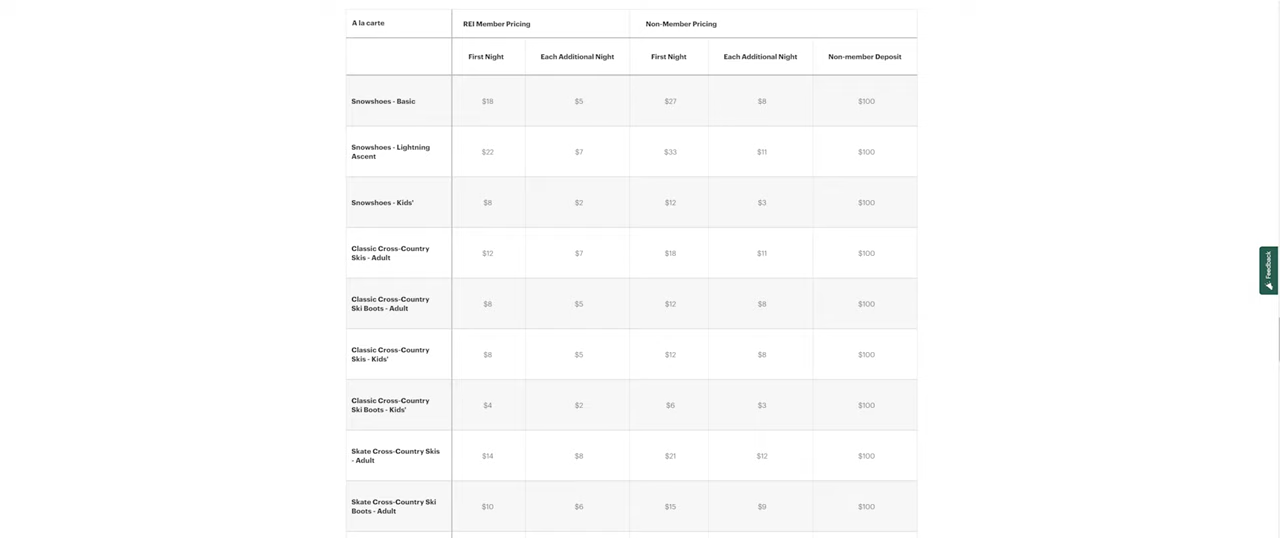 A la carte REI Member Pricing Non-Member Pricing
First Night Each Additional Night First Night Each Additional Night Non-member Deposit
Snowshoes - Basic $18 $5 $27 $8 $100
Snowshoes - Lightning
Ascent $22 $7 $33 $11 $100
Snowshoes - Kids' $8 $2 $12 $3 $100
Classic Cross-Country
Skis - Adult $12 $7 $18 $11 $100
Classic Cross-Country
Ski Boots - Adult $8 $5 $12 $8 $100
Classic Cross-Country
Skis - Kids' $8 $5 $12 $8 $100
Classic Cross-Country
Ski Boots - Kids' $4 $2 $6 $3 $100
Skate Cross-Country Skis
- Adult $14 $8 $21 $12 $100
Skate Cross-Country Ski
Boots - Adult $10 $6 $15 $9 $100
Feedback